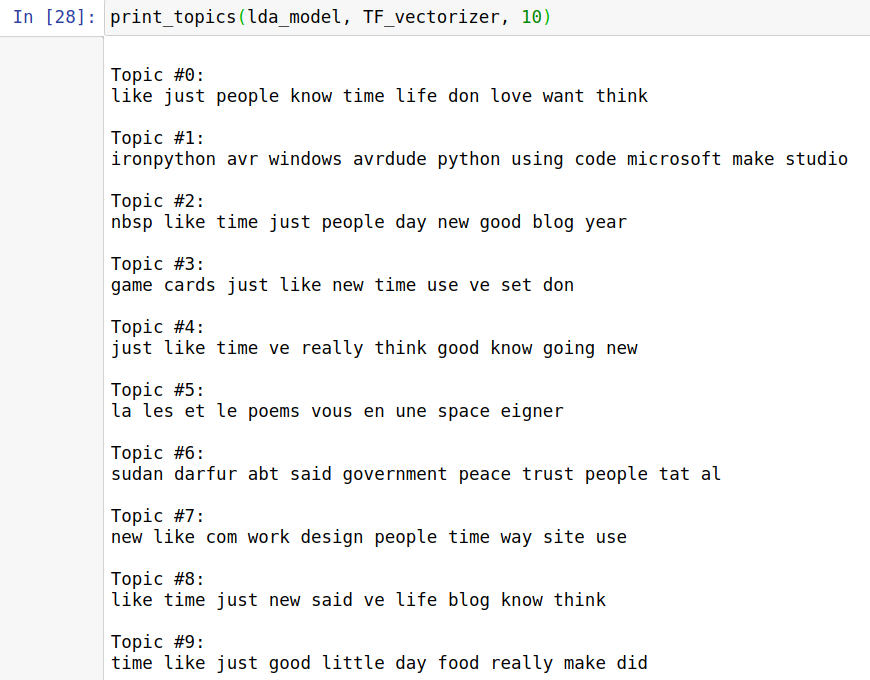 In [28]: print_topics(lda_model, TF_vectorizer, 10)
Topic #0:
like just people know time life don love want think
Topic #1:
ironpython avr windows avrdude python using code microsoft make studio
Topic #2:
nbsp like time just people day new good blog year
Topic #3:
game cards just like new time use ve set don
Topic #4:
just like time ve really think good know going new
Topic #5:
la les et le poems vous en une space eigner
Topic #6:
sudan darfur abt said government peace trust people tat al
Topic #7:
new like com work design people time way site use
Topic #8:
like time just new said ve life blog know think
Topic #9:
time like just good little day food really make did